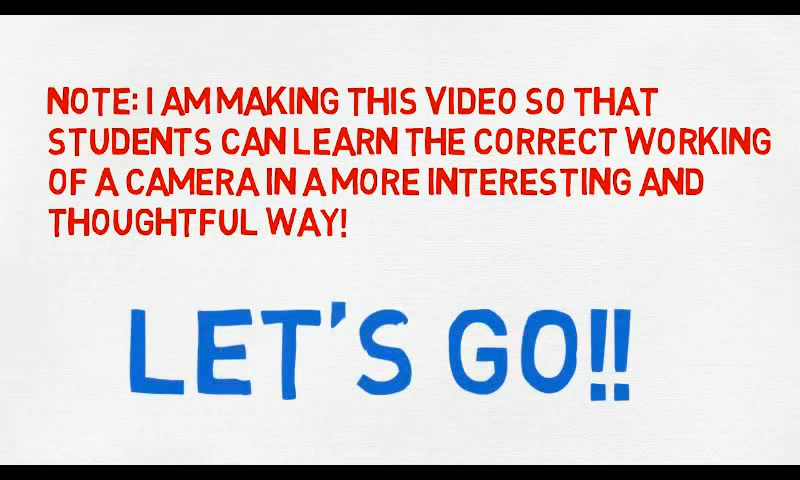 NOTE: I AM MAKING THIS VIDEO SO THAT
STUDENTS CAN LEARN THE CORRECT WORKING
OF A CAMERA IN A MORE INTERESTING AND
THOUGHTFUL WAY!
LET'S GO!!